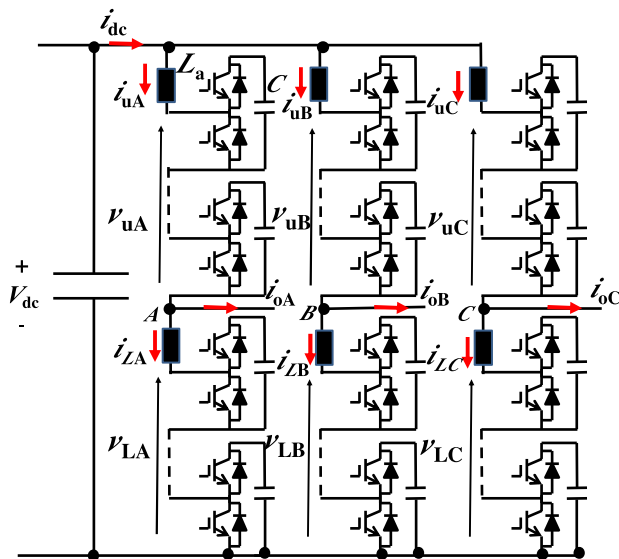 i_dc
L_a
C
i_uA
i_uB
i_uC
v_uA
v_uB
v_uC
+
V_dc
-
A
i_oA
B
i_oB
C
i_oC
i_LA
i_LB
i_LC
v_LA
v_LB
v_LC